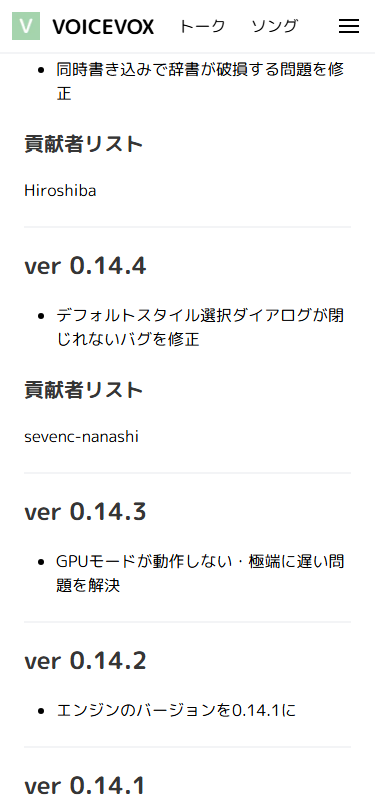 V VOICEVOX トーク ソング
同時書き込みで辞書が破損する問題を修
正
貢献者リスト
Hiroshiba
ver 0.14.4
デフォルトスタイル選択ダイアログが閉
じれないバグを修正
貢献者リスト
sevenc-nanashi
ver 0.14.3
GPUモードが動作しない・極端に遅い問
題を解決
ver 0.14.2
エンジンのバージョンを0.14.1に
ver 0.14.1